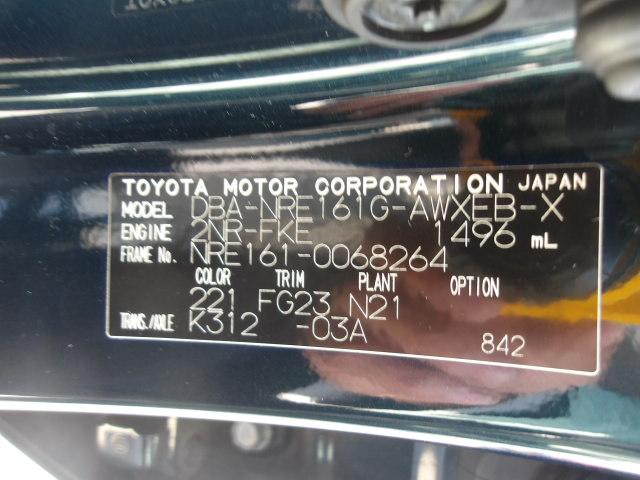 TOYOTA MOTOR CORPORATION JAPAN
MODEL DBA-NRE161G-AWXEB-X
ENGINE 2NR-FKE 1496 mL
FRAME No. NRE161-0068264
COLOR TRIM PLANT OPTION
221 FG23 N21
TRANS./AXLE K312 -03A
842